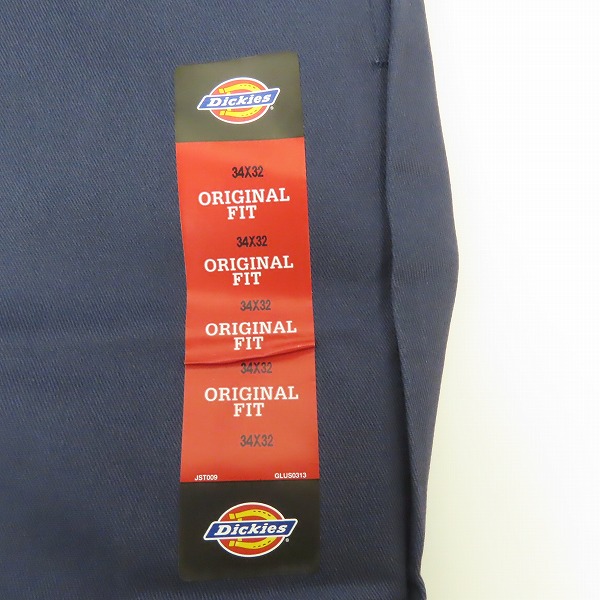 Dickies
34X32
ORIGINAL
FIT
34X32
ORIGINAL
FIT
34X32
ORIGINAL
FIT
34X32
ORIGINAL
FIT
34X32
JST009 GLUS0313
Dickies